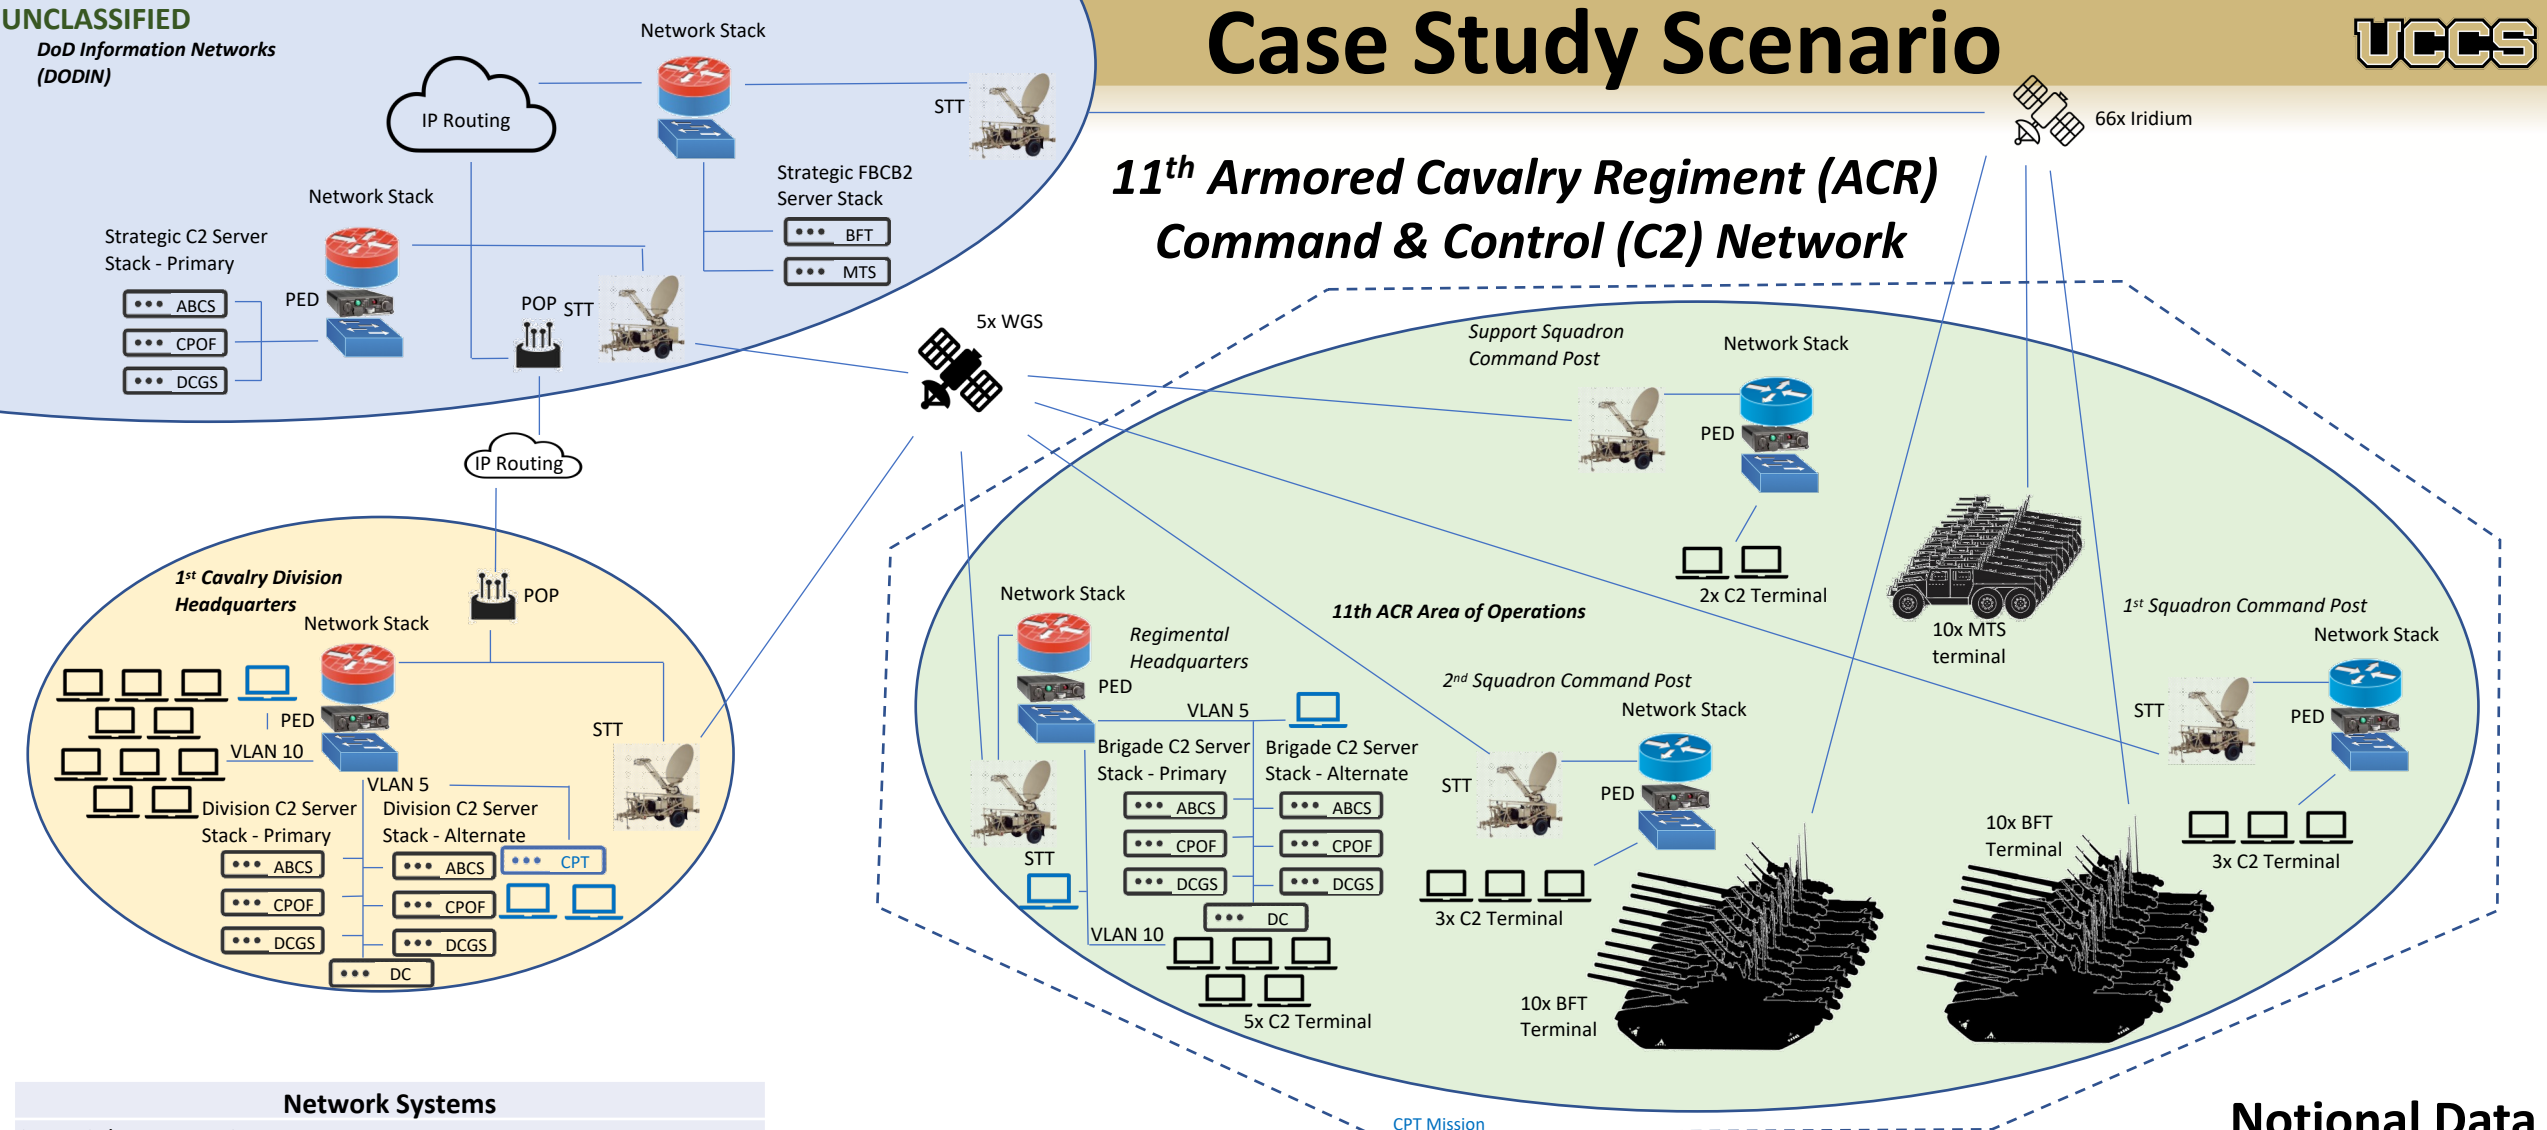 UNCLASSIFIED
DoD Information Networks
(DODIN)
Case Study Scenario
UCCS
Network Stack
IP Routing
STT
66x Iridium
11th Armored Cavalry Regiment (ACR)
Command & Control (C2) Network
Strategic FBCB2
Server Stack
BFT
MTS
Network Stack
Strategic C2 Server
Stack - Primary
ABCS
CPOF
DCGS
PED
POP
STT
5x WGS
IP Routing
Support Squadron
Command Post
Network Stack
PED
2x C2 Terminal
1st Cavalry Division
Headquarters
Network Stack
POP
PED
VLAN 10
STT
VLAN 5
Division C2 Server
Stack - Primary
ABCS
CPOF
DCGS
Division C2 Server
Stack - Alternate
ABCS
CPOF
DCGS
CPT
DC
11th ACR Area of Operations
Network Stack
Regimental
Headquarters
PED
VLAN 5
Brigade C2 Server
Stack - Primary
ABCS
CPOF
DCGS
Brigade C2 Server
Stack - Alternate
ABCS
CPOF
DCGS
DC
STT
VLAN 10
5x C2 Terminal
2nd Squadron Command Post
Network Stack
STT
PED
3x C2 Terminal
10x BFT
Terminal
10x MTS
terminal
1st Squadron Command Post
Network Stack
STT
PED
3x C2 Terminal
10x BFT
Terminal
Network Systems
CPT Mission
Notional Data